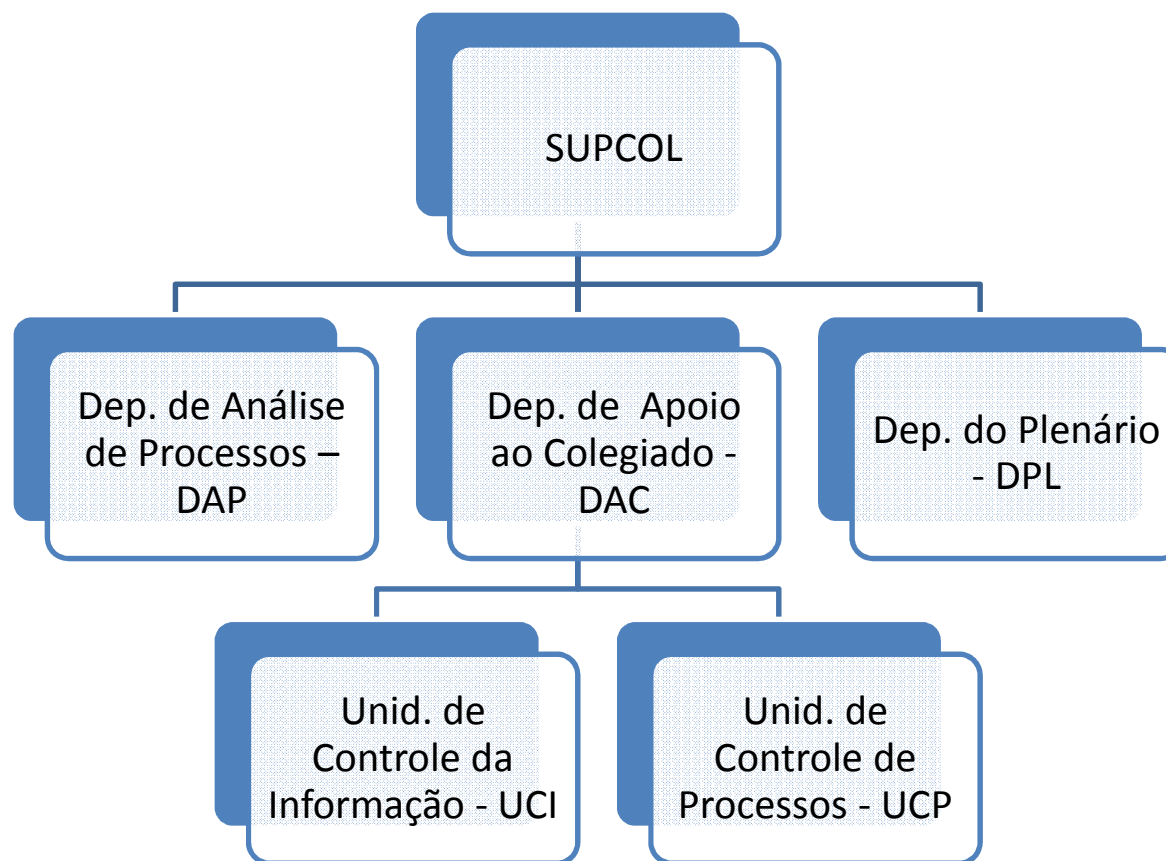 SUPCOL
Dep. de Análise
de Processos –
DAP
Dep. de Apoio
ao Colegiado -
DAC
Dep. do Plenário
- DPL
Unid. de
Controle da
Informação - UCI
Unid. de
Controle de
Processos - UCP